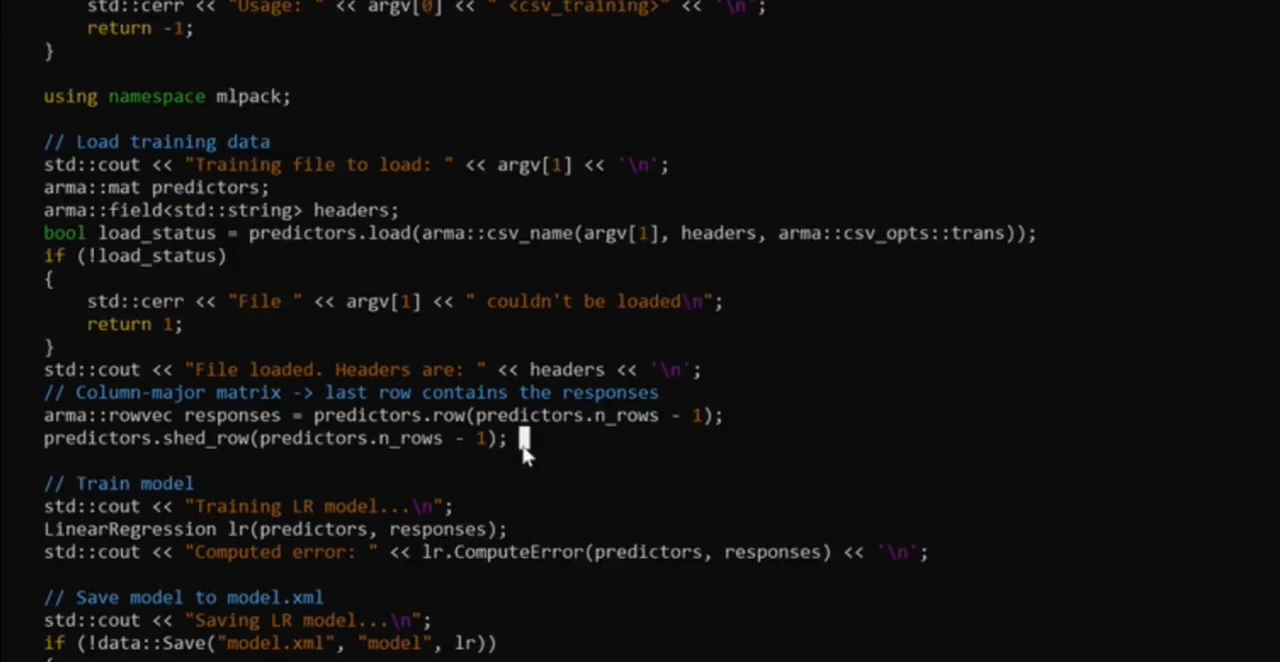 std::cerr << "Usage: " << argv[0] << " <csv_training>" << '\n';
return -1;
}
using namespace mlpack;
// Load training data
std::cout << "Training file to load: " << argv[1] << '\n';
arma::mat predictors;
arma::field<std::string> headers;
bool load_status = predictors.load(arma::csv_name(argv[1], headers, arma::csv_opts::trans));
if (!load_status)
{
std::cerr << "File " << argv[1] << " couldn't be loaded\n";
return 1;
}
std::cout << "File loaded. Headers are: " << headers << '\n';
// Column-major matrix -> last row contains the responses
arma::rowvec responses = predictors.row(predictors.n_rows - 1);
predictors.shed_row(predictors.n_rows - 1);
// Train model
std::cout << "Training LR model...\n";
LinearRegression lr(predictors, responses);
std::cout << "Computed error: " << lr.ComputeError(predictors, responses) << '\n';
// Save model to model.xml
std::cout << "Saving LR model...\n";
if (!data::Save("model.xml", "model", lr))
{